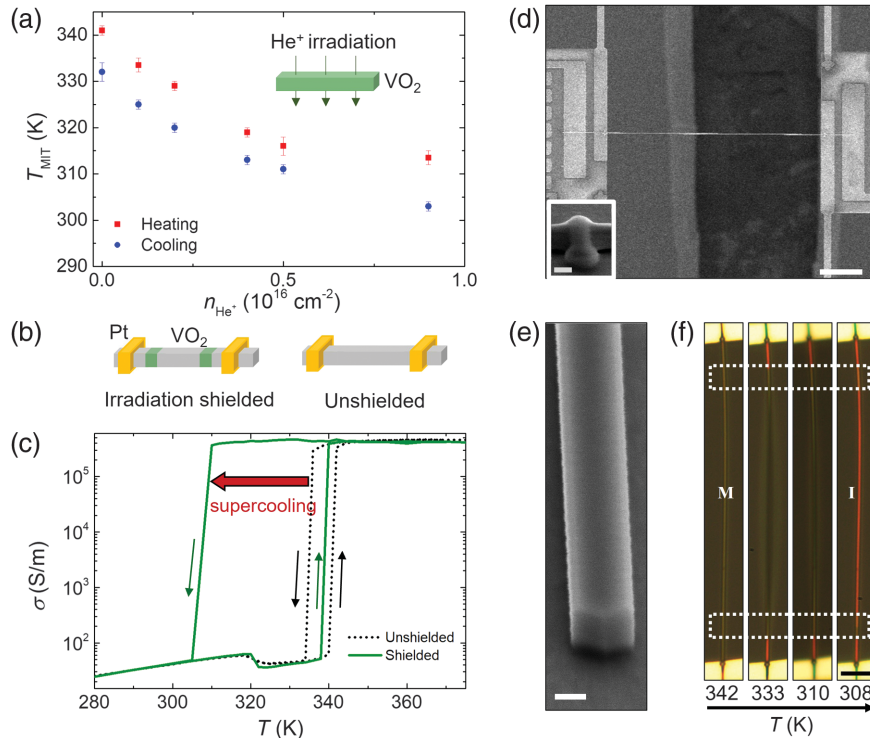 (a)
340
330
320
310
300
290
T_MIT (K)
He⁺ irradiation
VO₂
Heating
Cooling
0.0
0.5
1.0
n_He⁺ (10¹⁶ cm⁻²)
(b)
Pt
VO₂
Irradiation shielded
Unshielded
(c)
10⁵
10⁴
10³
10²
σ (S/m)
supercooling
Unshielded
Shielded
280
300
320
340
360
T (K)
(d)
(e)
(f)
M
I
342
333
310
308
T (K)